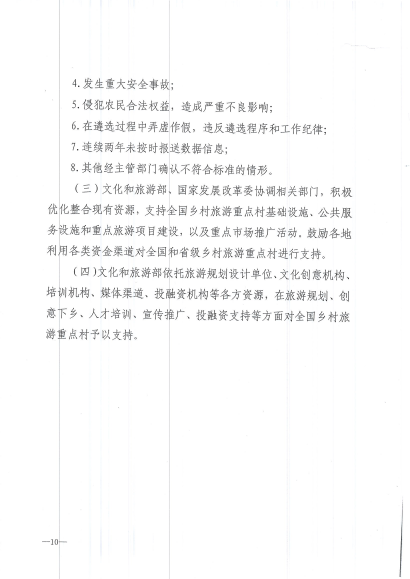 4.发生重大安全事故;
5.侵犯农民合法权益，造成严重不良影响;
6.在遴选过程中弄虚作假，违反遴选程序和工作纪律;
7.连续两年未按时报送数据信息;
8.其他经主管部门确认不符合标准的情形。
（三）文化和旅游部、国家发展改革委协调相关部门，积极
优化整合现有资源，支持全国乡村旅游重点村基础设施、公共服
务设施和重点旅游项目建设，以及重点市场推广活动，鼓励各地
利用各类资金渠道对全国和省级乡村旅游重点村进行支持。
（四）文化和旅游部依托旅游规划设计单位、文化创意机构、
培训机构、媒体渠道、投融资机构等各方资源，在旅游规划、创
意下乡、人才培训、宣传推广、投融资支持等方面对全国乡村旅
游重点村予以支持。
—10—